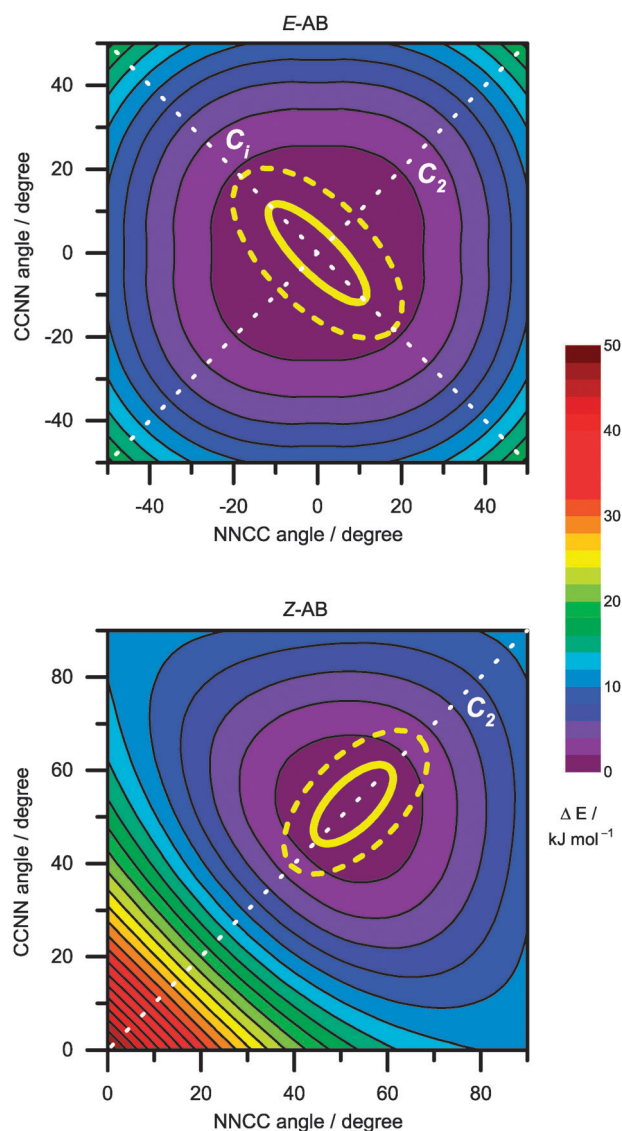 E-AB
40
20
0
-20
-40
CCNN angle / degree
C_i
C_2
-40 -20 0 20 40
NNCC angle / degree
Z-AB
80
60
40
20
0
CCNN angle / degree
C_2
0 20 40 60 80
NNCC angle / degree
50
40
30
20
10
0
Δ E /
kJ mol⁻¹